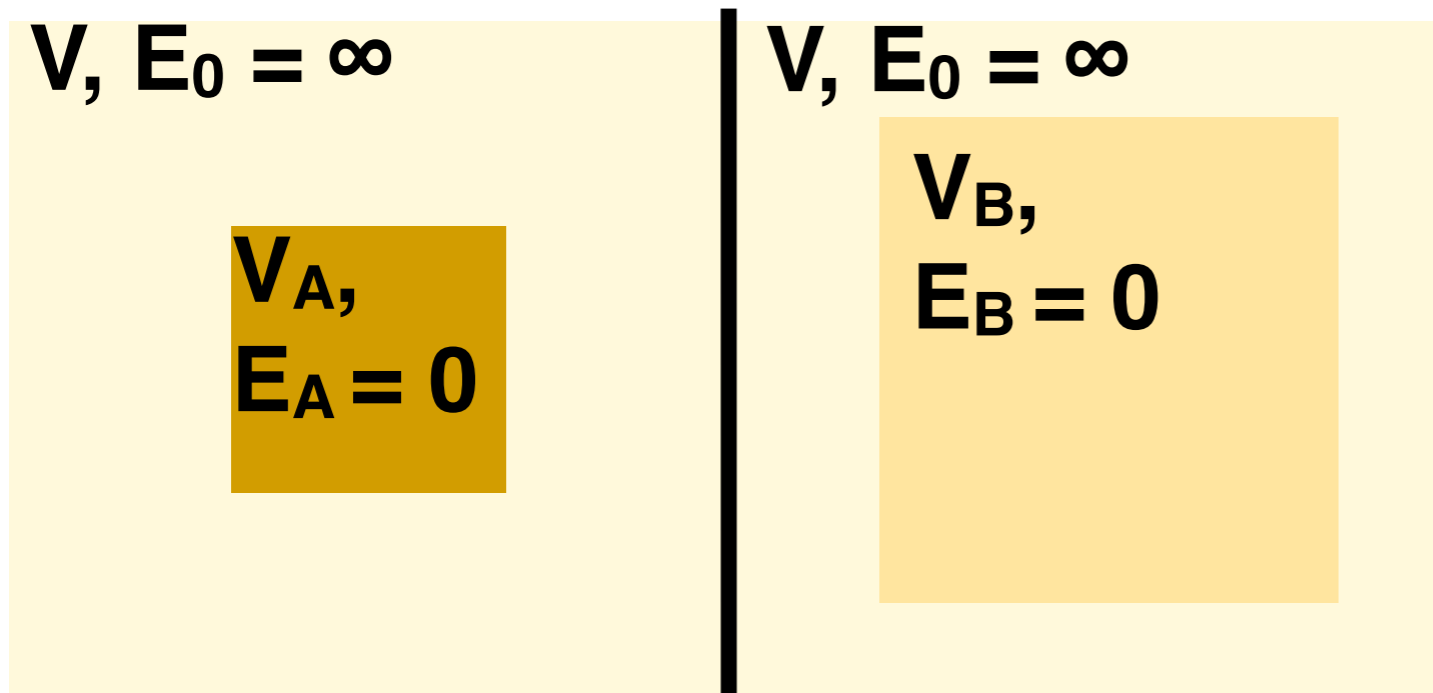 V, E₀ = ∞
V_A,
E_A = 0
V, E₀ = ∞
V_B,
E_B = 0